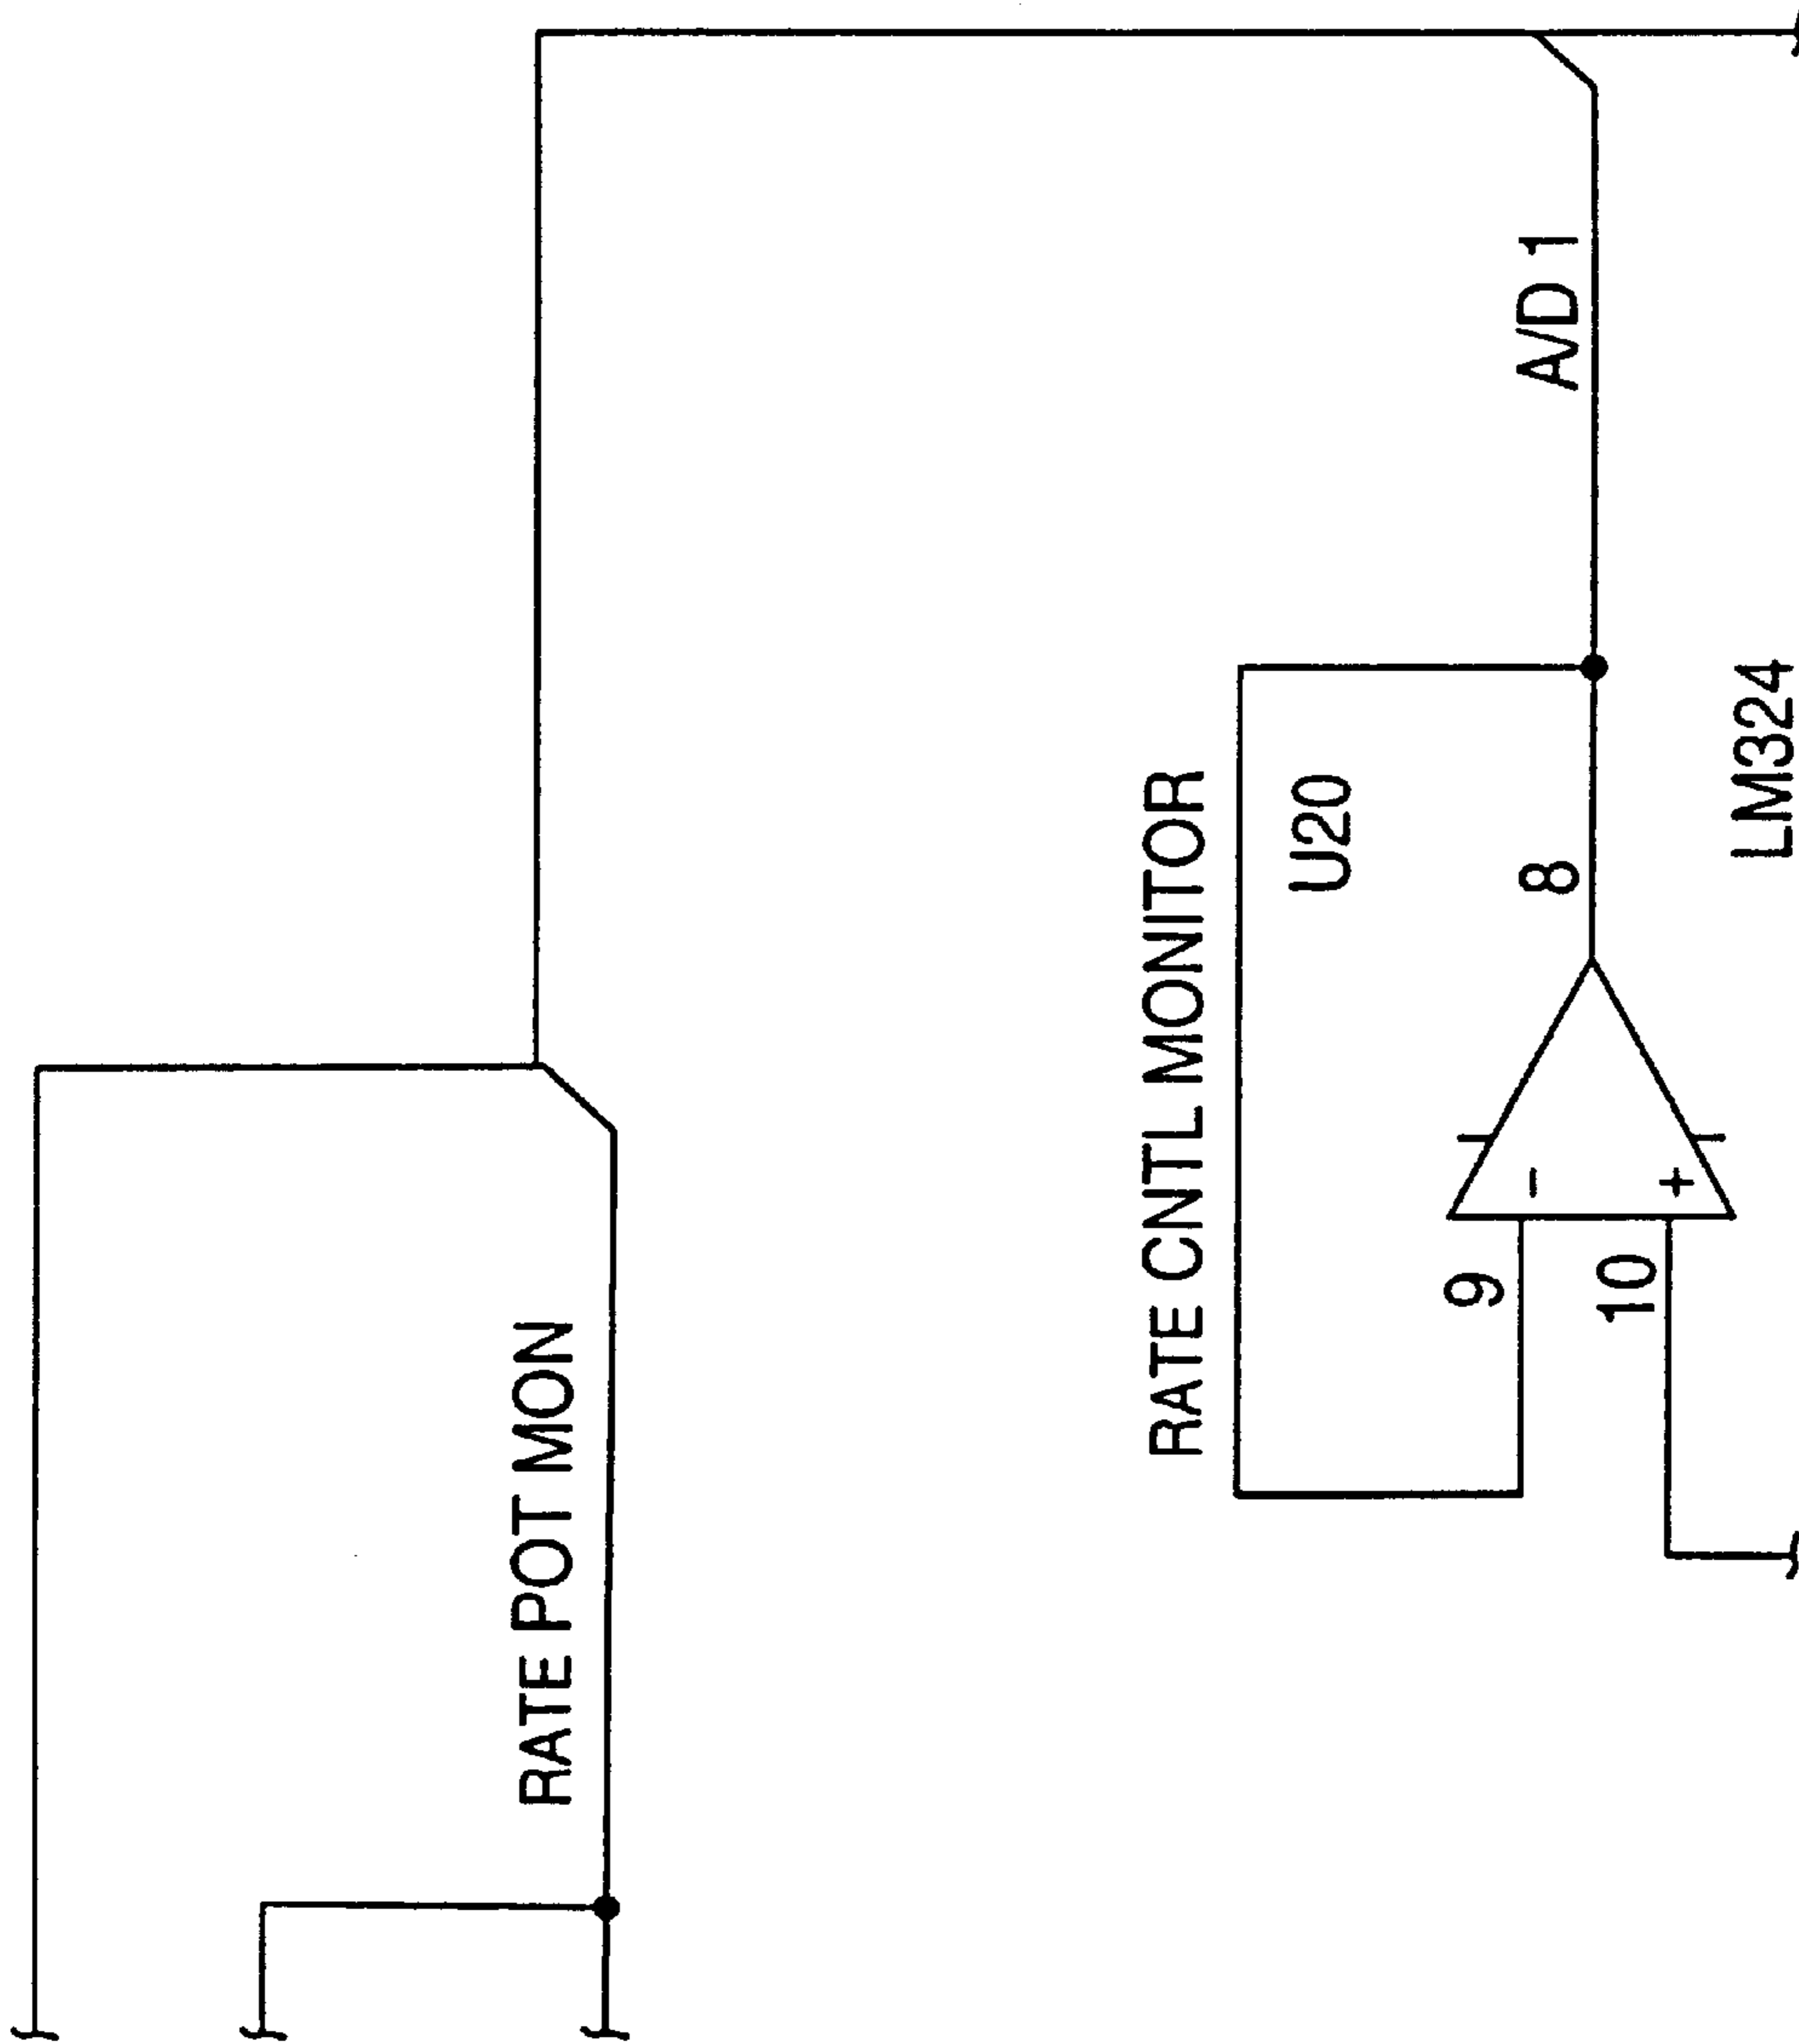 RATE POT MON
RATE CNTL MONITOR
U20
9
8
A/D 1
10
LM324
-
+